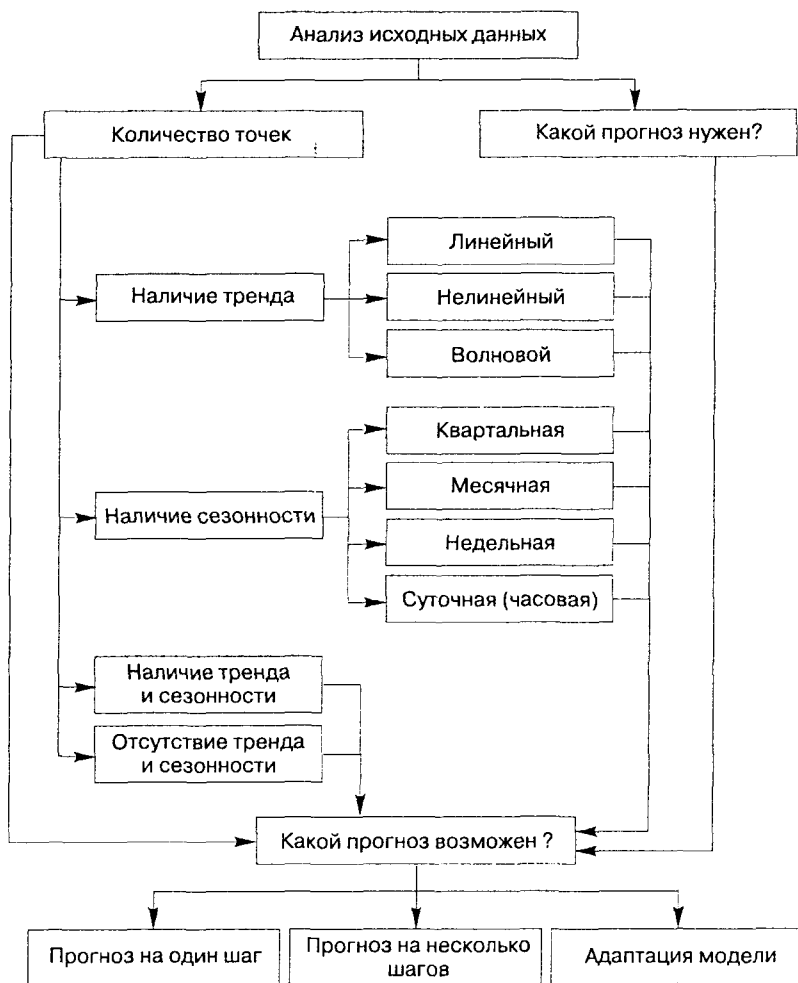 Анализ исходных данных
Количество точек
Какой прогноз нужен?
Линейный
Наличие тренда
Нелинейный
Волновой
Квартальная
Месячная
Наличие сезонности
Недельная
Суточная (часовая)
Наличие тренда
и сезонности
Отсутствие тренда
и сезонности
Какой прогноз возможен ?
Прогноз на один шаг
Прогноз на несколько
шагов
Адаптация модели